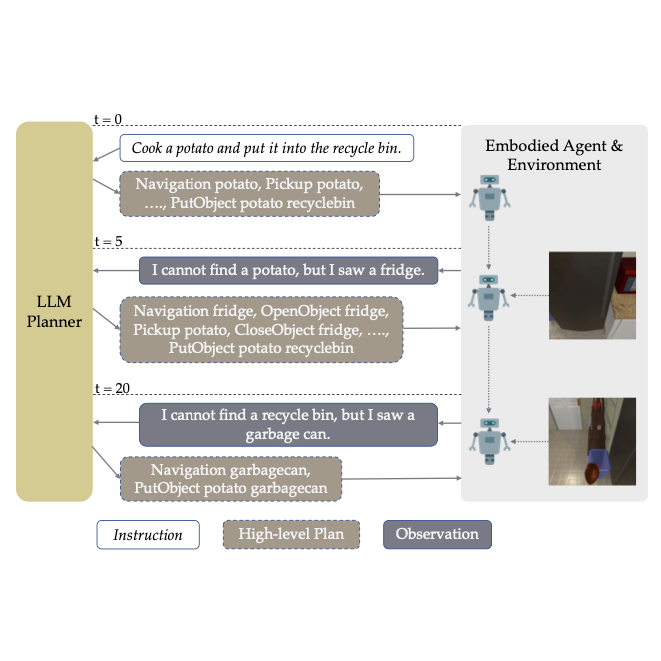 t = 0
Cook a potato and put it into the recycle bin.
Navigation potato, Pickup potato,
…., PutObject potato recyclebin
Embodied Agent &
Environment
t = 5
I cannot find a potato, but I saw a fridge.
LLM
Planner
Navigation fridge, OpenObject fridge,
Pickup potato, CloseObject fridge, ….,
PutObject potato recyclebin
t = 20
I cannot find a recycle bin, but I saw a
garbage can.
Navigation garbagecan,
PutObject potato garbagecan
Instruction
High-level Plan
Observation